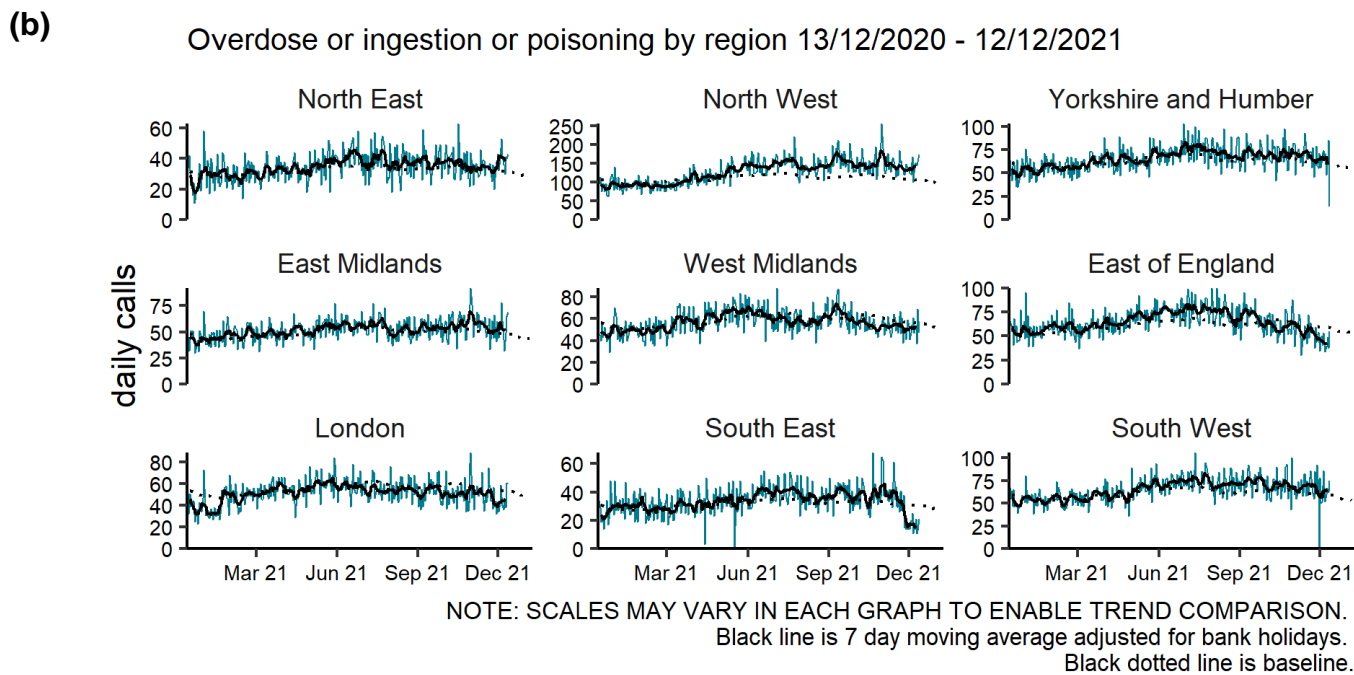 (b)
Overdose or ingestion or poisoning by region 13/12/2020 - 12/12/2021
North East
North West
Yorkshire and Humber
60
40
20
0
250
200
150
100
50
0
100
75
50
25
0
daily calls
East Midlands
West Midlands
East of England
75
50
25
0
80
60
40
20
0
100
75
50
25
0
London
South East
South West
80
60
40
20
0
60
40
20
0
100
75
50
25
0
Mar 21 Jun 21 Sep 21 Dec 21
Mar 21 Jun 21 Sep 21 Dec 21
Mar 21 Jun 21 Sep 21 Dec 21
NOTE: SCALES MAY VARY IN EACH GRAPH TO ENABLE TREND COMPARISON.
Black line is 7 day moving average adjusted for bank holidays.
Black dotted line is baseline.